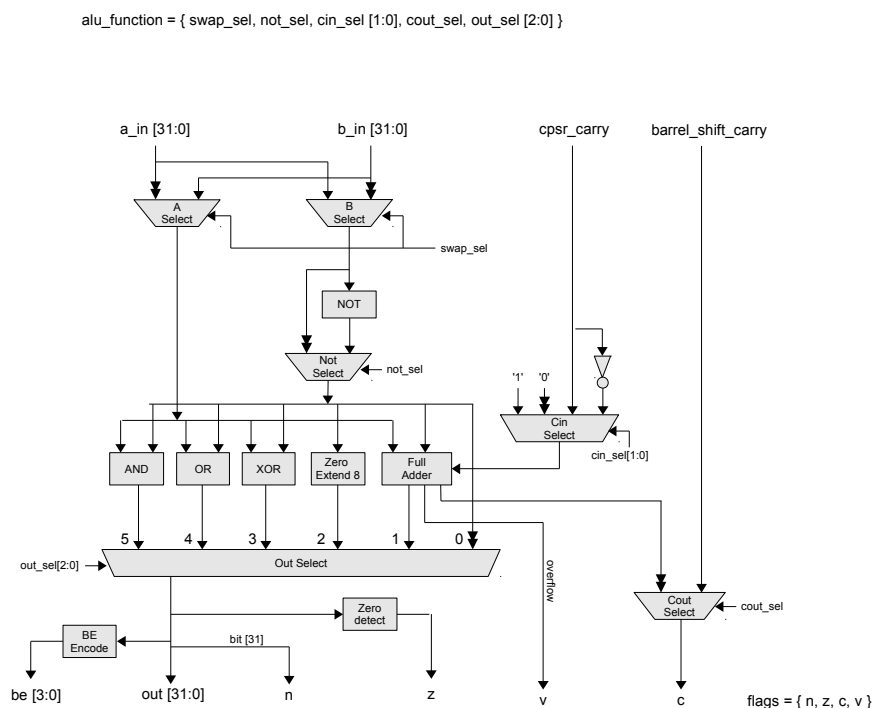 alu_function = { swap_sel, not_sel, cin_sel [1:0], cout_sel, out_sel [2:0] }
a_in [31:0]
b_in [31:0]
cpsr_carry
barrel_shift_carry
A
Select
B
Select
swap_sel
NOT
Not
Select
not_sel
'1'
'0'
Cin
Select
cin_sel[1:0]
AND
OR
XOR
Zero
Extend 8
Full
Adder
5
4
3
2
1
0
out_sel[2:0]
Out Select
overflow
Cout
Select
cout_sel
Zero
detect
BE
Encode
bit [31]
be [3:0]
out [31:0]
n
z
v
c
flags = { n, z, c, v }